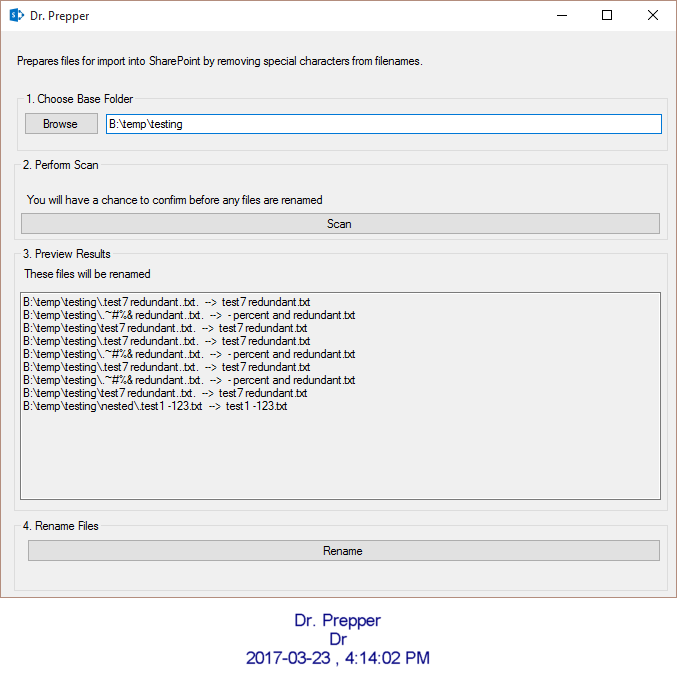 Dr. Prepper
Prepares files for import into SharePoint by removing special characters from filenames.
1. Choose Base Folder
Browse
B:\temp\testing
2. Perform Scan
You will have a chance to confirm before any files are renamed
Scan
3. Preview Results
These files will be renamed
B:\temp\testing\.test7 redundant..txt. --> test7 redundant.txt
B:\temp\testing\.~#%& redundant..txt. --> - percent and redundant.txt
B:\temp\testing\test7 redundant..txt. --> test7 redundant.txt
B:\temp\testing\.test7 redundant..txt. --> test7 redundant.txt
B:\temp\testing\.~#%& redundant..txt. --> - percent and redundant.txt
B:\temp\testing\.test7 redundant..txt. --> test7 redundant.txt
B:\temp\testing\.~#%& redundant..txt. --> - percent and redundant.txt
B:\temp\testing\test7 redundant..txt. --> test7 redundant.txt
B:\temp\testing\nested\.test1 -123.txt --> test1 -123.txt
4. Rename Files
Rename
Dr. Prepper
Dr
2017-03-23 , 4:14:02 PM